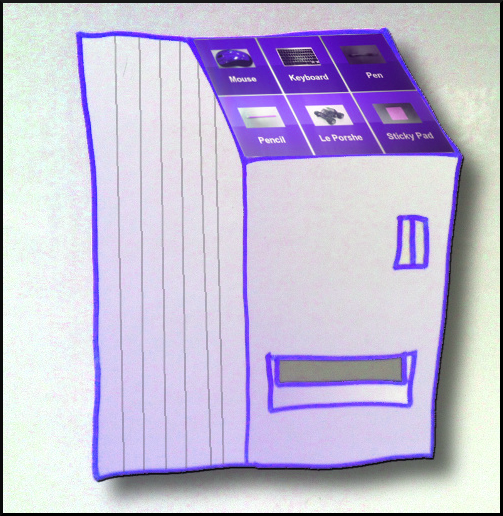 Mouse
Keyboard
Pen
Pencil
Le Porshe
Sticky Pad